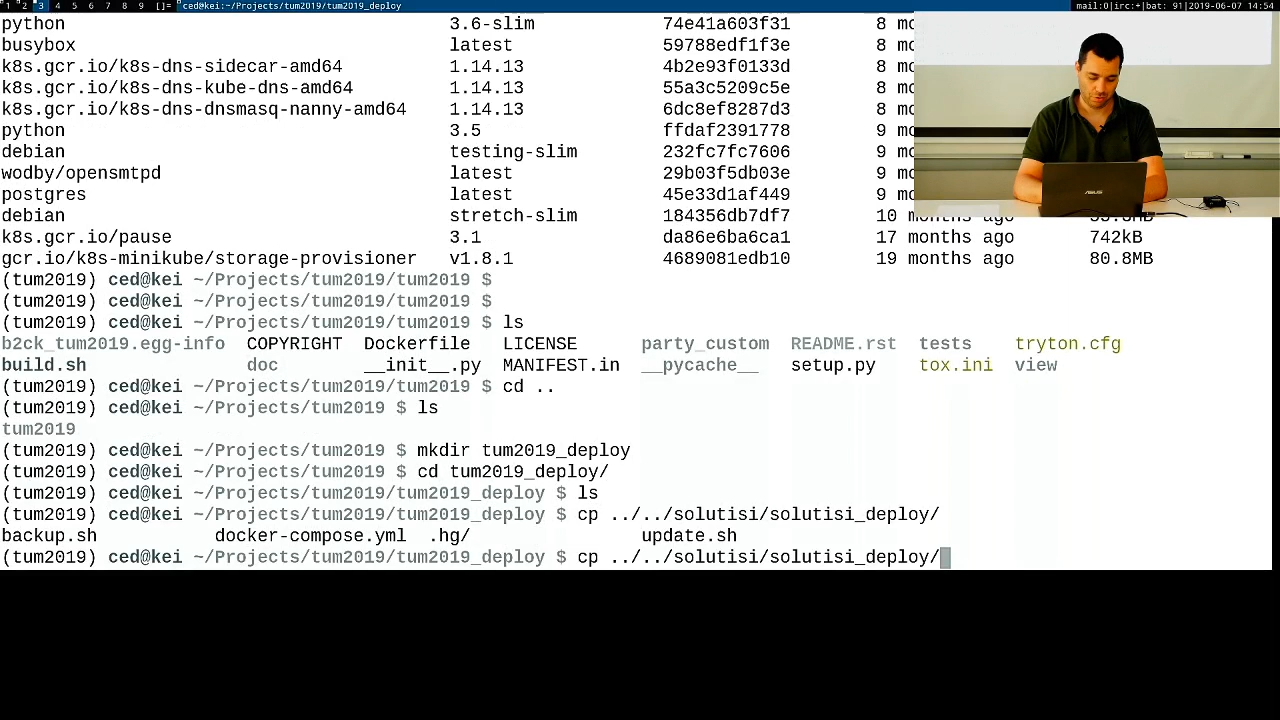 1 2 3 4 5 6 7 8 9 []= ced@kei:~/Projects/tum2019/tum2019_deploy mail:0|irc:+|bat: 91|2019-06-07 14:54
python 3.6-slim 74e41a603f31 8 mo
busybox latest 59788edf1f3e 8 mo
k8s.gcr.io/k8s-dns-sidecar-amd64 1.14.13 4b2e93f0133d 8 mo
k8s.gcr.io/k8s-dns-kube-dns-amd64 1.14.13 55a3c5209c5e 8 mo
k8s.gcr.io/k8s-dns-dnsmasq-nanny-amd64 1.14.13 6dc8ef8287d3 8 mo
python 3.5 ffdaf2391778 9 mo
debian testing-slim 232fc7fc7606 9 mo
wodby/opensmtpd latest 29b03f5db03e 9 mo
postgres latest 45e33d1af449 9 mo
debian stretch-slim 184356db7df7 10 months ago
k8s.gcr.io/pause 3.1 da86e6ba6ca1 17 months ago 742kB
gcr.io/k8s-minikube/storage-provisioner v1.8.1 4689081edb10 19 months ago 80.8MB
(tum2019) ced@kei ~/Projects/tum2019/tum2019 $
(tum2019) ced@kei ~/Projects/tum2019/tum2019 $
(tum2019) ced@kei ~/Projects/tum2019/tum2019 $ ls
b2ck_tum2019.egg-info COPYRIGHT Dockerfile LICENSE party_custom README.rst tests tryton.cfg
build.sh doc __init__.py MANIFEST.in __pycache__ setup.py tox.ini view
(tum2019) ced@kei ~/Projects/tum2019/tum2019 $ cd ..
(tum2019) ced@kei ~/Projects/tum2019 $ ls
tum2019
(tum2019) ced@kei ~/Projects/tum2019 $ mkdir tum2019_deploy
(tum2019) ced@kei ~/Projects/tum2019 $ cd tum2019_deploy/
(tum2019) ced@kei ~/Projects/tum2019/tum2019_deploy $ ls
(tum2019) ced@kei ~/Projects/tum2019/tum2019_deploy $ cp ../../solutisi/solutisi_deploy/
backup.sh docker-compose.yml .hg/ update.sh
(tum2019) ced@kei ~/Projects/tum2019/tum2019_deploy $ cp ../../solutisi/solutisi_deploy/
ASUS